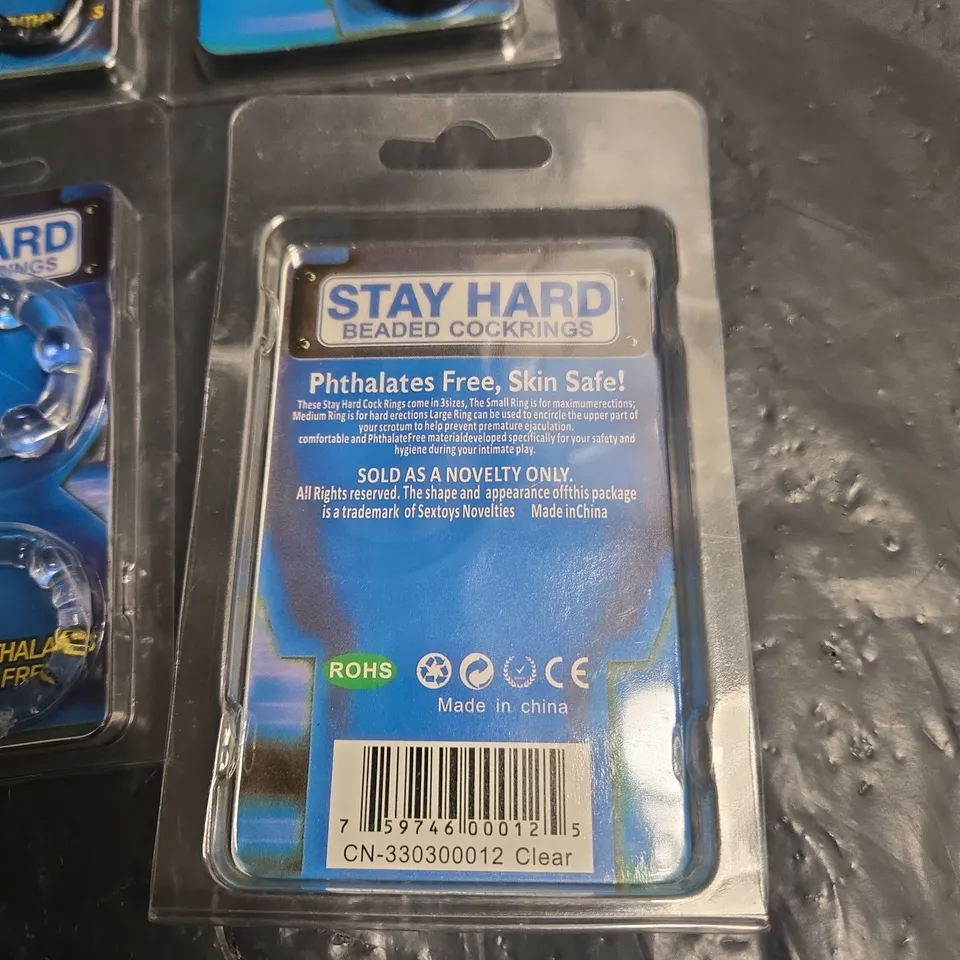 PHTHALATES
STAY HARD
BEADED COCKRINGS
Phthalates Free, Skin Safe!
These Stay Hard Cock Rings come in 3sizes, The Small Ring is for maximumerections;
Medium Ring is for hard erections Large Ring can be used to encircle the upper part of
your scrotum to help prevent premature ejaculation.
comfortable and PhthalateFree materialdeveloped specifically for your safety and
hygiene during your intimate play.
SOLD AS A NOVELTY ONLY.
All Rights reserved. The shape and appearance offthis package
is a trademark of Sextoys Novelties Made inChina
ROHS CE
Made in china
7 59746 00012 5
CN-330300012 Clear
ARD
RINGS
THALATES
FREE